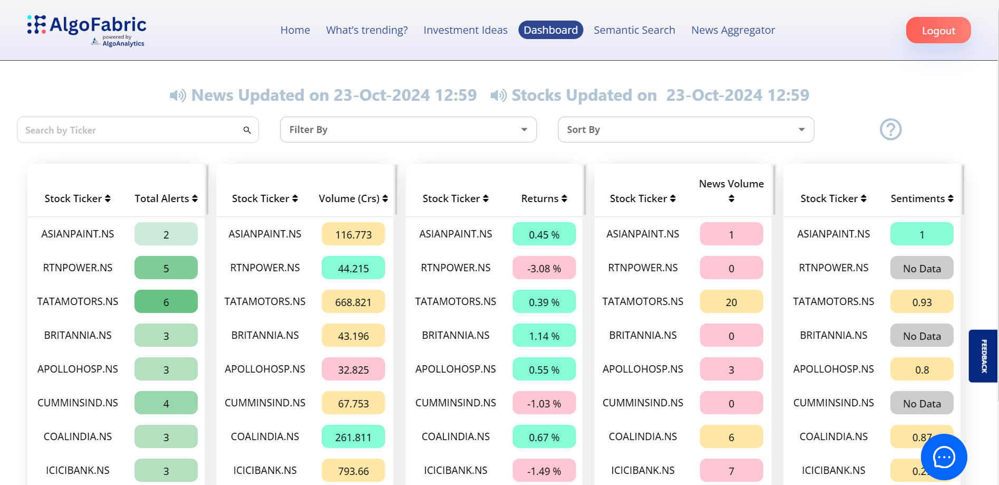 AlgoFabric
powered by
AlgoAnalytics
Home What's trending? Investment Ideas Dashboard Semantic Search News Aggregator
Logout
News Updated on 23-Oct-2024 12:59 Stocks Updated on 23-Oct-2024 12:59
Search by Ticker Filter By Sort By
Stock Ticker Total Alerts Stock Ticker Volume (Crs) Stock Ticker Returns Stock Ticker News Volume Stock Ticker Sentiments
ASIANPAINT.NS 2 ASIANPAINT.NS 116.773 ASIANPAINT.NS 0.45 % ASIANPAINT.NS 1 ASIANPAINT.NS 1
RTNPOWER.NS 5 RTNPOWER.NS 44.215 RTNPOWER.NS -3.08 % RTNPOWER.NS 0 RTNPOWER.NS No Data
TATAMOTORS.NS 6 TATAMOTORS.NS 668.821 TATAMOTORS.NS 0.39 % TATAMOTORS.NS 20 TATAMOTORS.NS 0.93
BRITANNIA.NS 3 BRITANNIA.NS 43.196 BRITANNIA.NS 1.14 % BRITANNIA.NS 0 BRITANNIA.NS No Data
APOLLOHOSP.NS 3 APOLLOHOSP.NS 32.825 APOLLOHOSP.NS 0.55 % APOLLOHOSP.NS 3 APOLLOHOSP.NS 0.8
CUMMINSIND.NS 4 CUMMINSIND.NS 67.753 CUMMINSIND.NS -1.03 % CUMMINSIND.NS 0 CUMMINSIND.NS No Data
COALINDIA.NS 3 COALINDIA.NS 261.811 COALINDIA.NS 0.67 % COALINDIA.NS 6 COALINDIA.NS 0.87
ICICIBANK.NS 3 ICICIBANK.NS 793.66 ICICIBANK.NS -1.49 % ICICIBANK.NS 7 ICICIBANK.NS
FEEDBACK